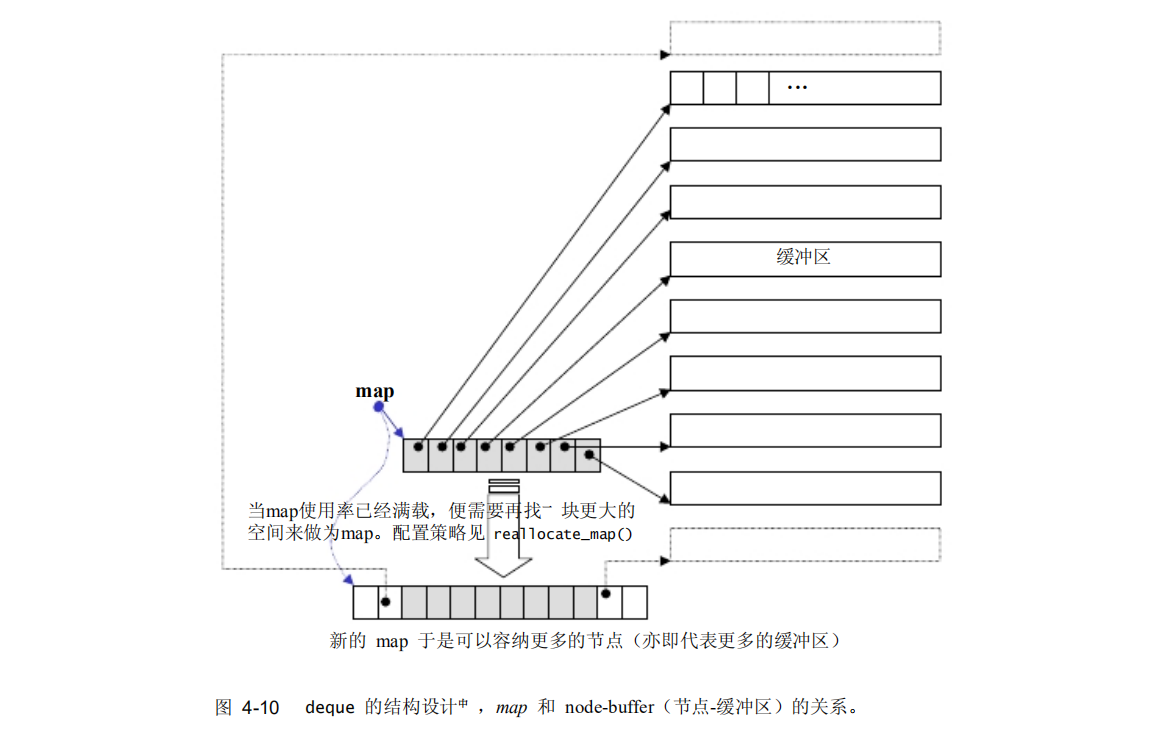 ...
缓冲区
map
当map使用率已经满载，便需要再找一 块更大的
空间来做为map。配置策略见 reallocate_map()
新的 map 于是可以容纳更多的节点（亦即代表更多的缓冲区）
图 4-10 deque 的结构设计中 ，map 和 node-buffer（节点-缓冲区）的关系。